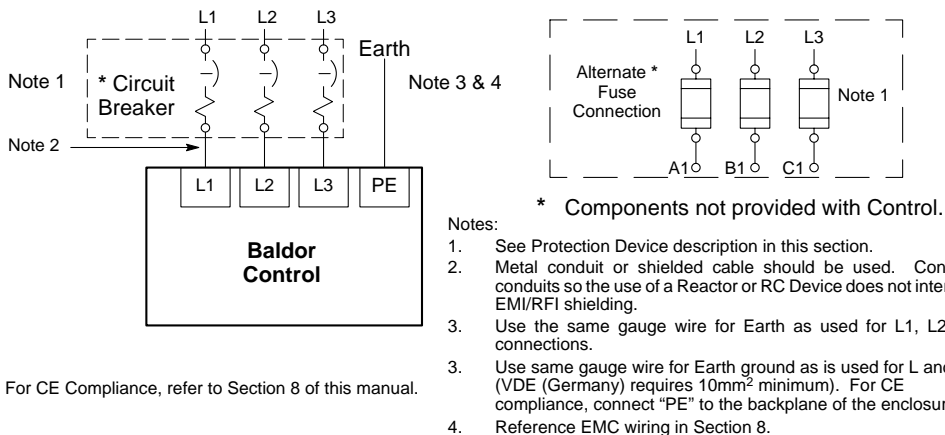 L1 L2 L3
Earth
Note 1
* Circuit
Breaker
Note 3 & 4
Note 2
L1 L2 L3 PE
Baldor
Control
For CE Compliance, refer to Section 8 of this manual.
L1 L2 L3
Alternate *
Fuse
Connection
Note 1
A1 B1 C1
* Components not provided with Control.
Notes:
1. See Protection Device description in this section.
2. Metal conduit or shielded cable should be used. Con
conduits so the use of a Reactor or RC Device does not inter
EMI/RFI shielding.
3. Use the same gauge wire for Earth as used for L1, L2
connections.
3. Use same gauge wire for Earth ground as is used for L and
(VDE (Germany) requires 10mm² minimum). For CE
compliance, connect “PE” to the backplane of the enclosur
4. Reference EMC wiring in Section 8.